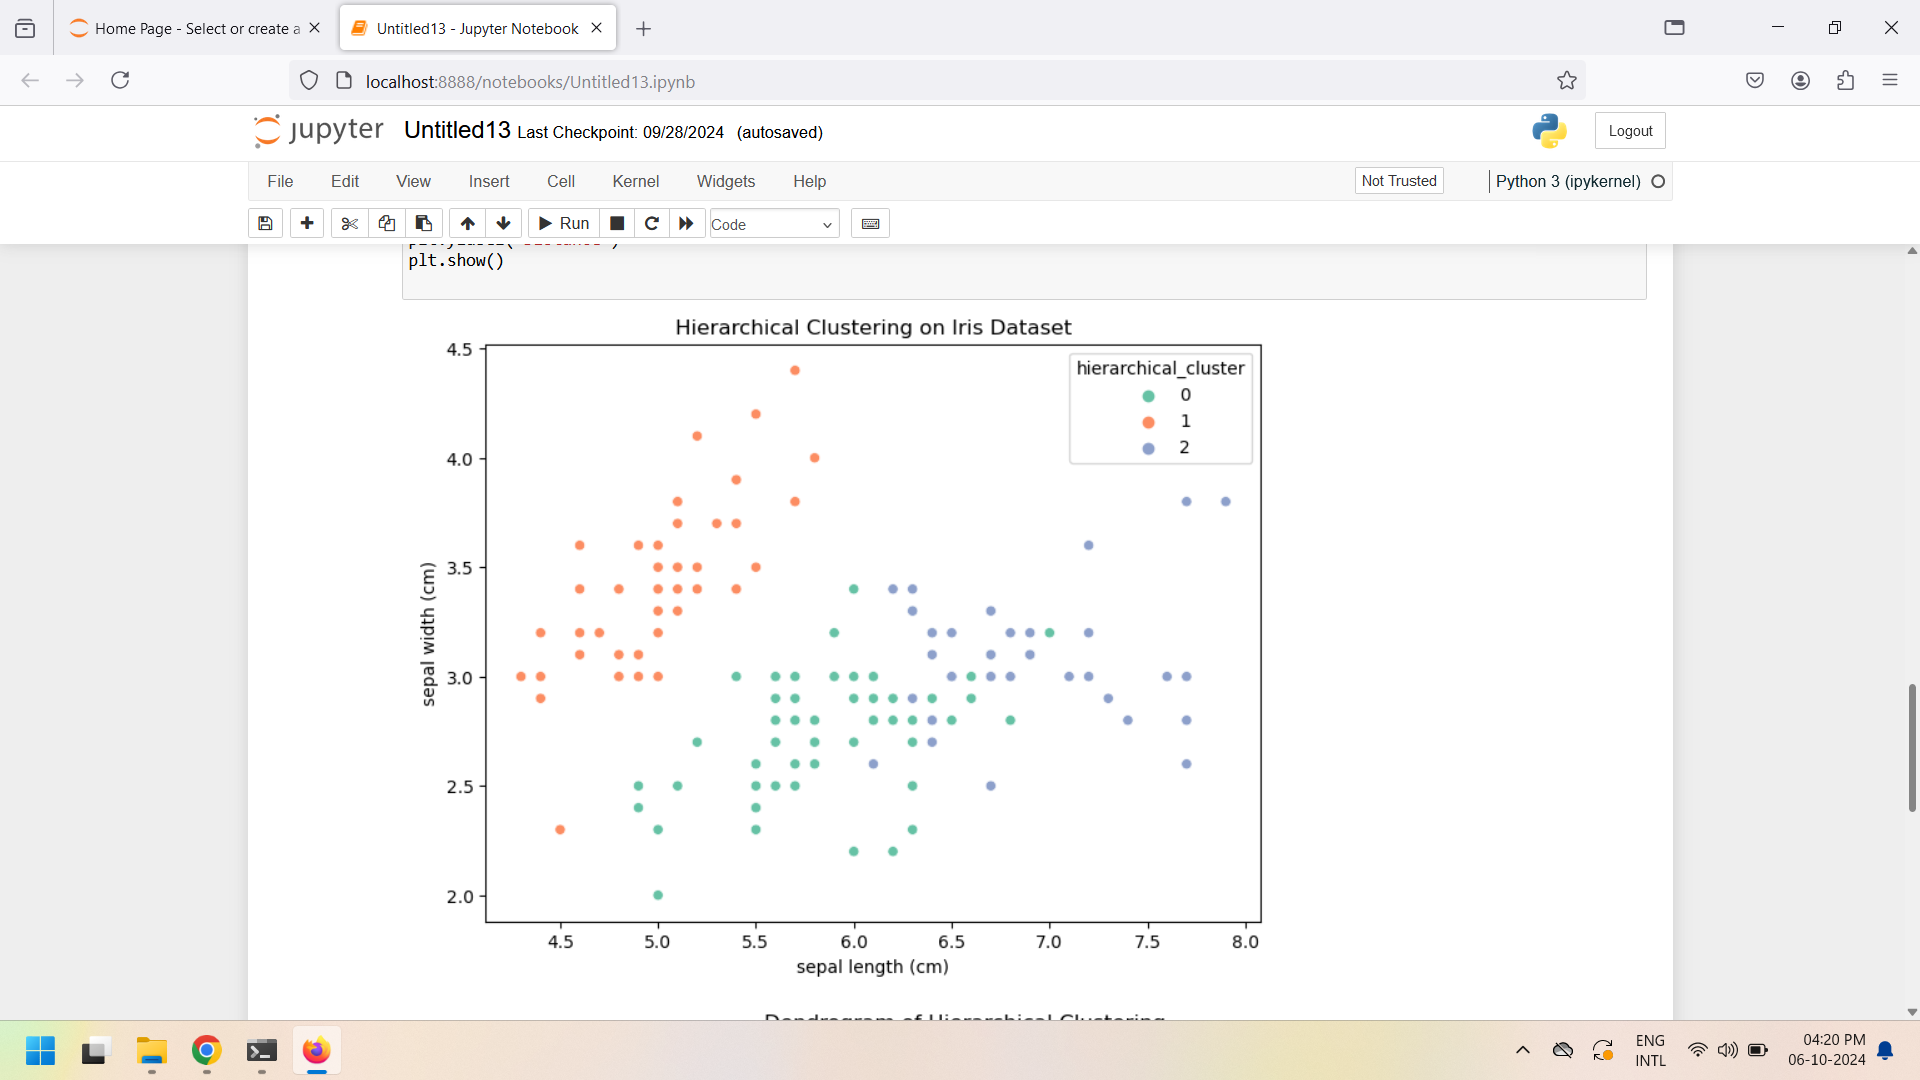 Home Page - Select or create a
Untitled13 - Jupyter Notebook
localhost:8888/notebooks/Untitled13.ipynb
jupyter Untitled13 Last Checkpoint: 09/28/2024 (autosaved)
Logout
File Edit View Insert Cell Kernel Widgets Help
Not Trusted
Python 3 (ipykernel)
Run
Code
plt.show()
Hierarchical Clustering on Iris Dataset
hierarchical_cluster
0
1
2
4.5
4.0
3.5
3.0
2.5
2.0
sepal width (cm)
4.5 5.0 5.5 6.0 6.5 7.0 7.5 8.0
sepal length (cm)
Dendrogram of Hierarchical Clustering
ENG
INTL
04:20 PM
06-10-2024